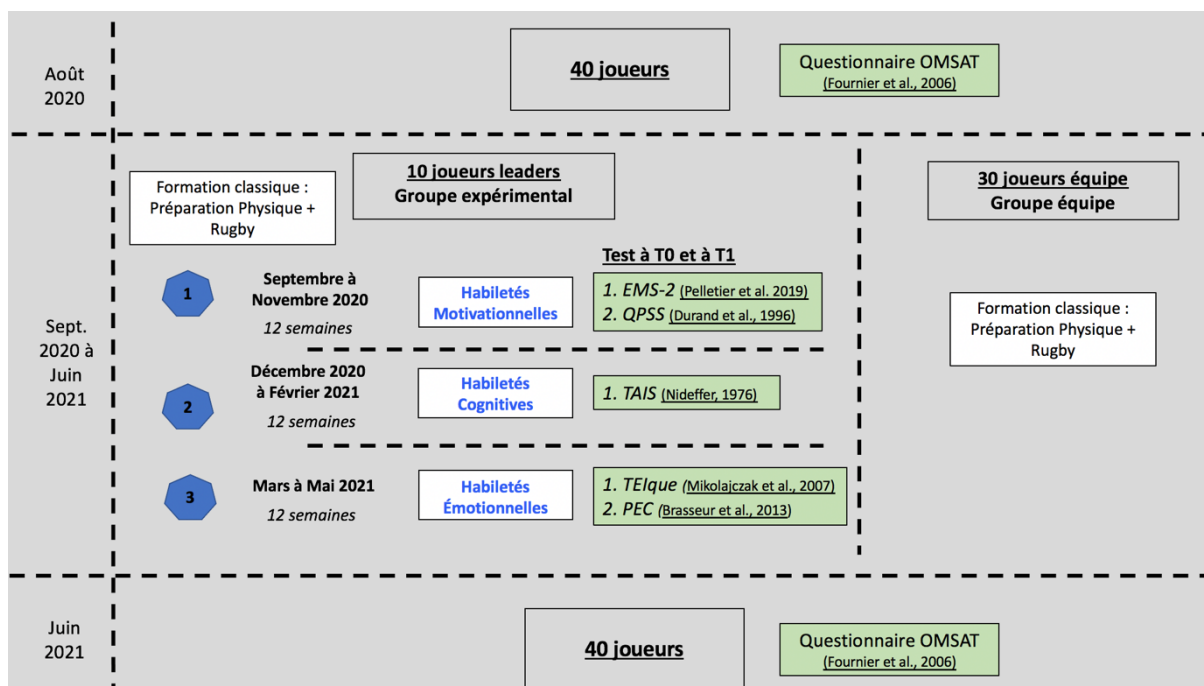 Août
2020
40 joueurs
Questionnaire OMSAT
(Fournier et al., 2006)
Sept.
2020 à
Juin
2021
Formation classique :
Préparation Physique +
Rugby
10 joueurs leaders
Groupe expérimental
Test à T0 et à T1
1
Septembre à
Novembre 2020
12 semaines
Habiletés
Motivationnelles
1. EMS-2 (Pelletier et al. 2019)
2. QPSS (Durand et al., 1996)
2
Décembre 2020
à Février 2021
12 semaines
Habiletés
Cognitives
1. TAIS (Nideffer, 1976)
3
Mars à Mai 2021
12 semaines
Habiletés
Émotionnelles
1. TEIque (Mikolajczak et al., 2007)
2. PEC (Brasseur et al., 2013)
30 joueurs équipe
Groupe équipe
Formation classique :
Préparation Physique +
Rugby
Juin
2021
40 joueurs
Questionnaire OMSAT
(Fournier et al., 2006)